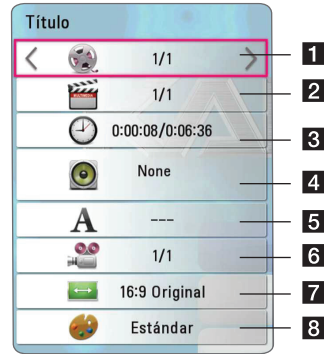 Título
1/1 1
MULTIMEDIA 1/1 2
0:00:08/0:06:36 3
None 4
A --- 5
1/1 6
16:9 Original 7
Estándar 8